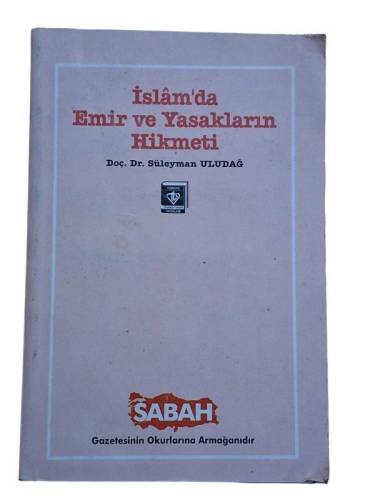 İslâm'da
Emir ve Yasakların
Hikmeti
Doç. Dr. Süleyman ULUDAĞ
SABAH
Gazetesinin Okurlarına Armağanıdır